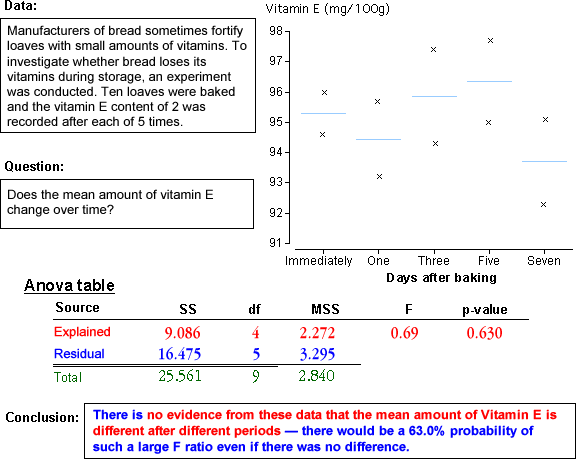 Data:
Manufacturers of bread sometimes fortify
loaves with small amounts of vitamins. To
investigate whether bread loses its
vitamins during storage, an experiment
was conducted. Ten loaves were baked
and the vitamin E content of 2 was
recorded after each of 5 times.
Question:
Does the mean amount of vitamin E
change over time?
Vitamin E (mg/100g)
98
97
96
95
94
93
92
91
Immediately One Three Five Seven
Days after baking
Anova table
Source SS df MSS F p-value
Explained 9.086 4 2.272 0.69 0.630
Residual 16.475 5 3.295
Total 25.561 9 2.840
Conclusion:
There is no evidence from these data that the mean amount of Vitamin E is
different after different periods — there would be a 63.0% probability of
such a large F ratio even if there was no difference.